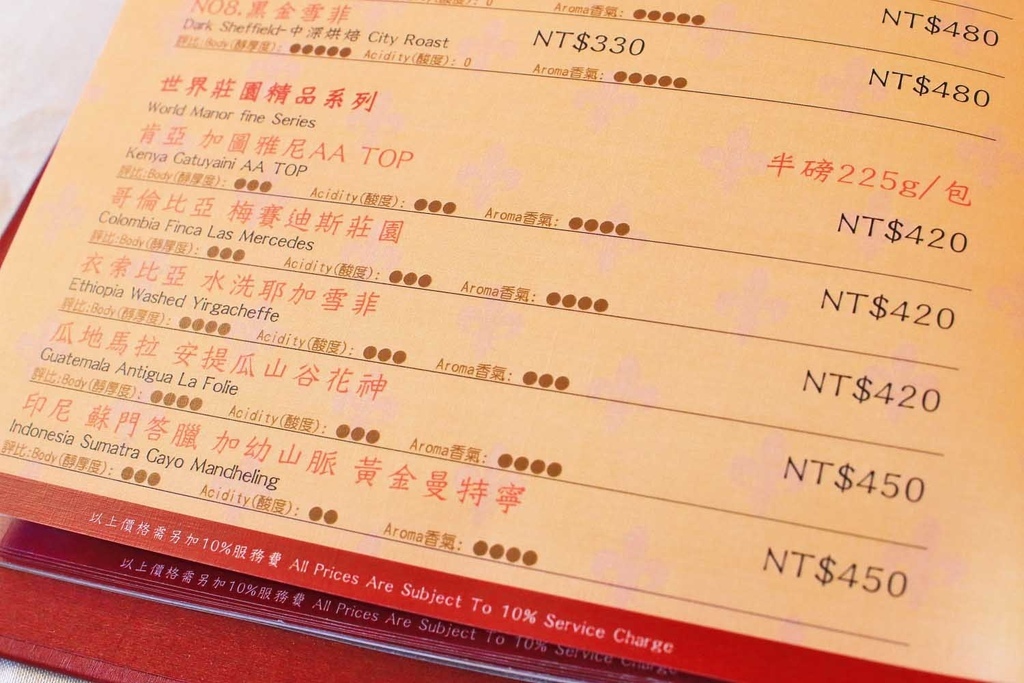 Aroma香氣: ●●●●●
NT$480
NO8.黑金雪菲
Dark Sheffield-中深烘焙 City Roast
NT$330
NT$480
評比:Body(醇厚度): ●●●●● Acidity(酸度): 0 Aroma香氣: ●●●●●
世界莊園精品系列
World Manor fine Series
半磅225g/包
肯亞 加圖雅尼AA TOP
Kenya Gatuyaini AA TOP
NT$420
評比:Body(醇厚度): ●●● Acidity(酸度): ●●● Aroma香氣: ●●●●
哥倫比亞 梅賽迪斯莊園
Colombia Finca Las Mercedes
NT$420
評比:Body(醇厚度): ●●● Acidity(酸度): ●●● Aroma香氣: ●●●●
衣索比亞 水洗耶加雪菲
Ethiopia Washed Yirgacheffe
NT$420
評比:Body(醇厚度): ●●●● Acidity(酸度): ●●● Aroma香氣: ●●●
瓜地馬拉 安提瓜山谷花神
Guatemala Antigua La Folie
NT$450
評比:Body(醇厚度): ●●●● Acidity(酸度): ●●● Aroma香氣: ●●●●
印尼 蘇門答臘 加幼山脈 黃金曼特寧
Indonesia Sumatra Gayo Mandheling
NT$450
評比:Body(醇厚度): ●●● Acidity(酸度): ●● Aroma香氣: ●●●●
以上價格需另加10%服務費 All Prices Are Subject To 10% Service Charge
以上價格需另加10%服務費 All Prices Are Subject To 10% Service Charge